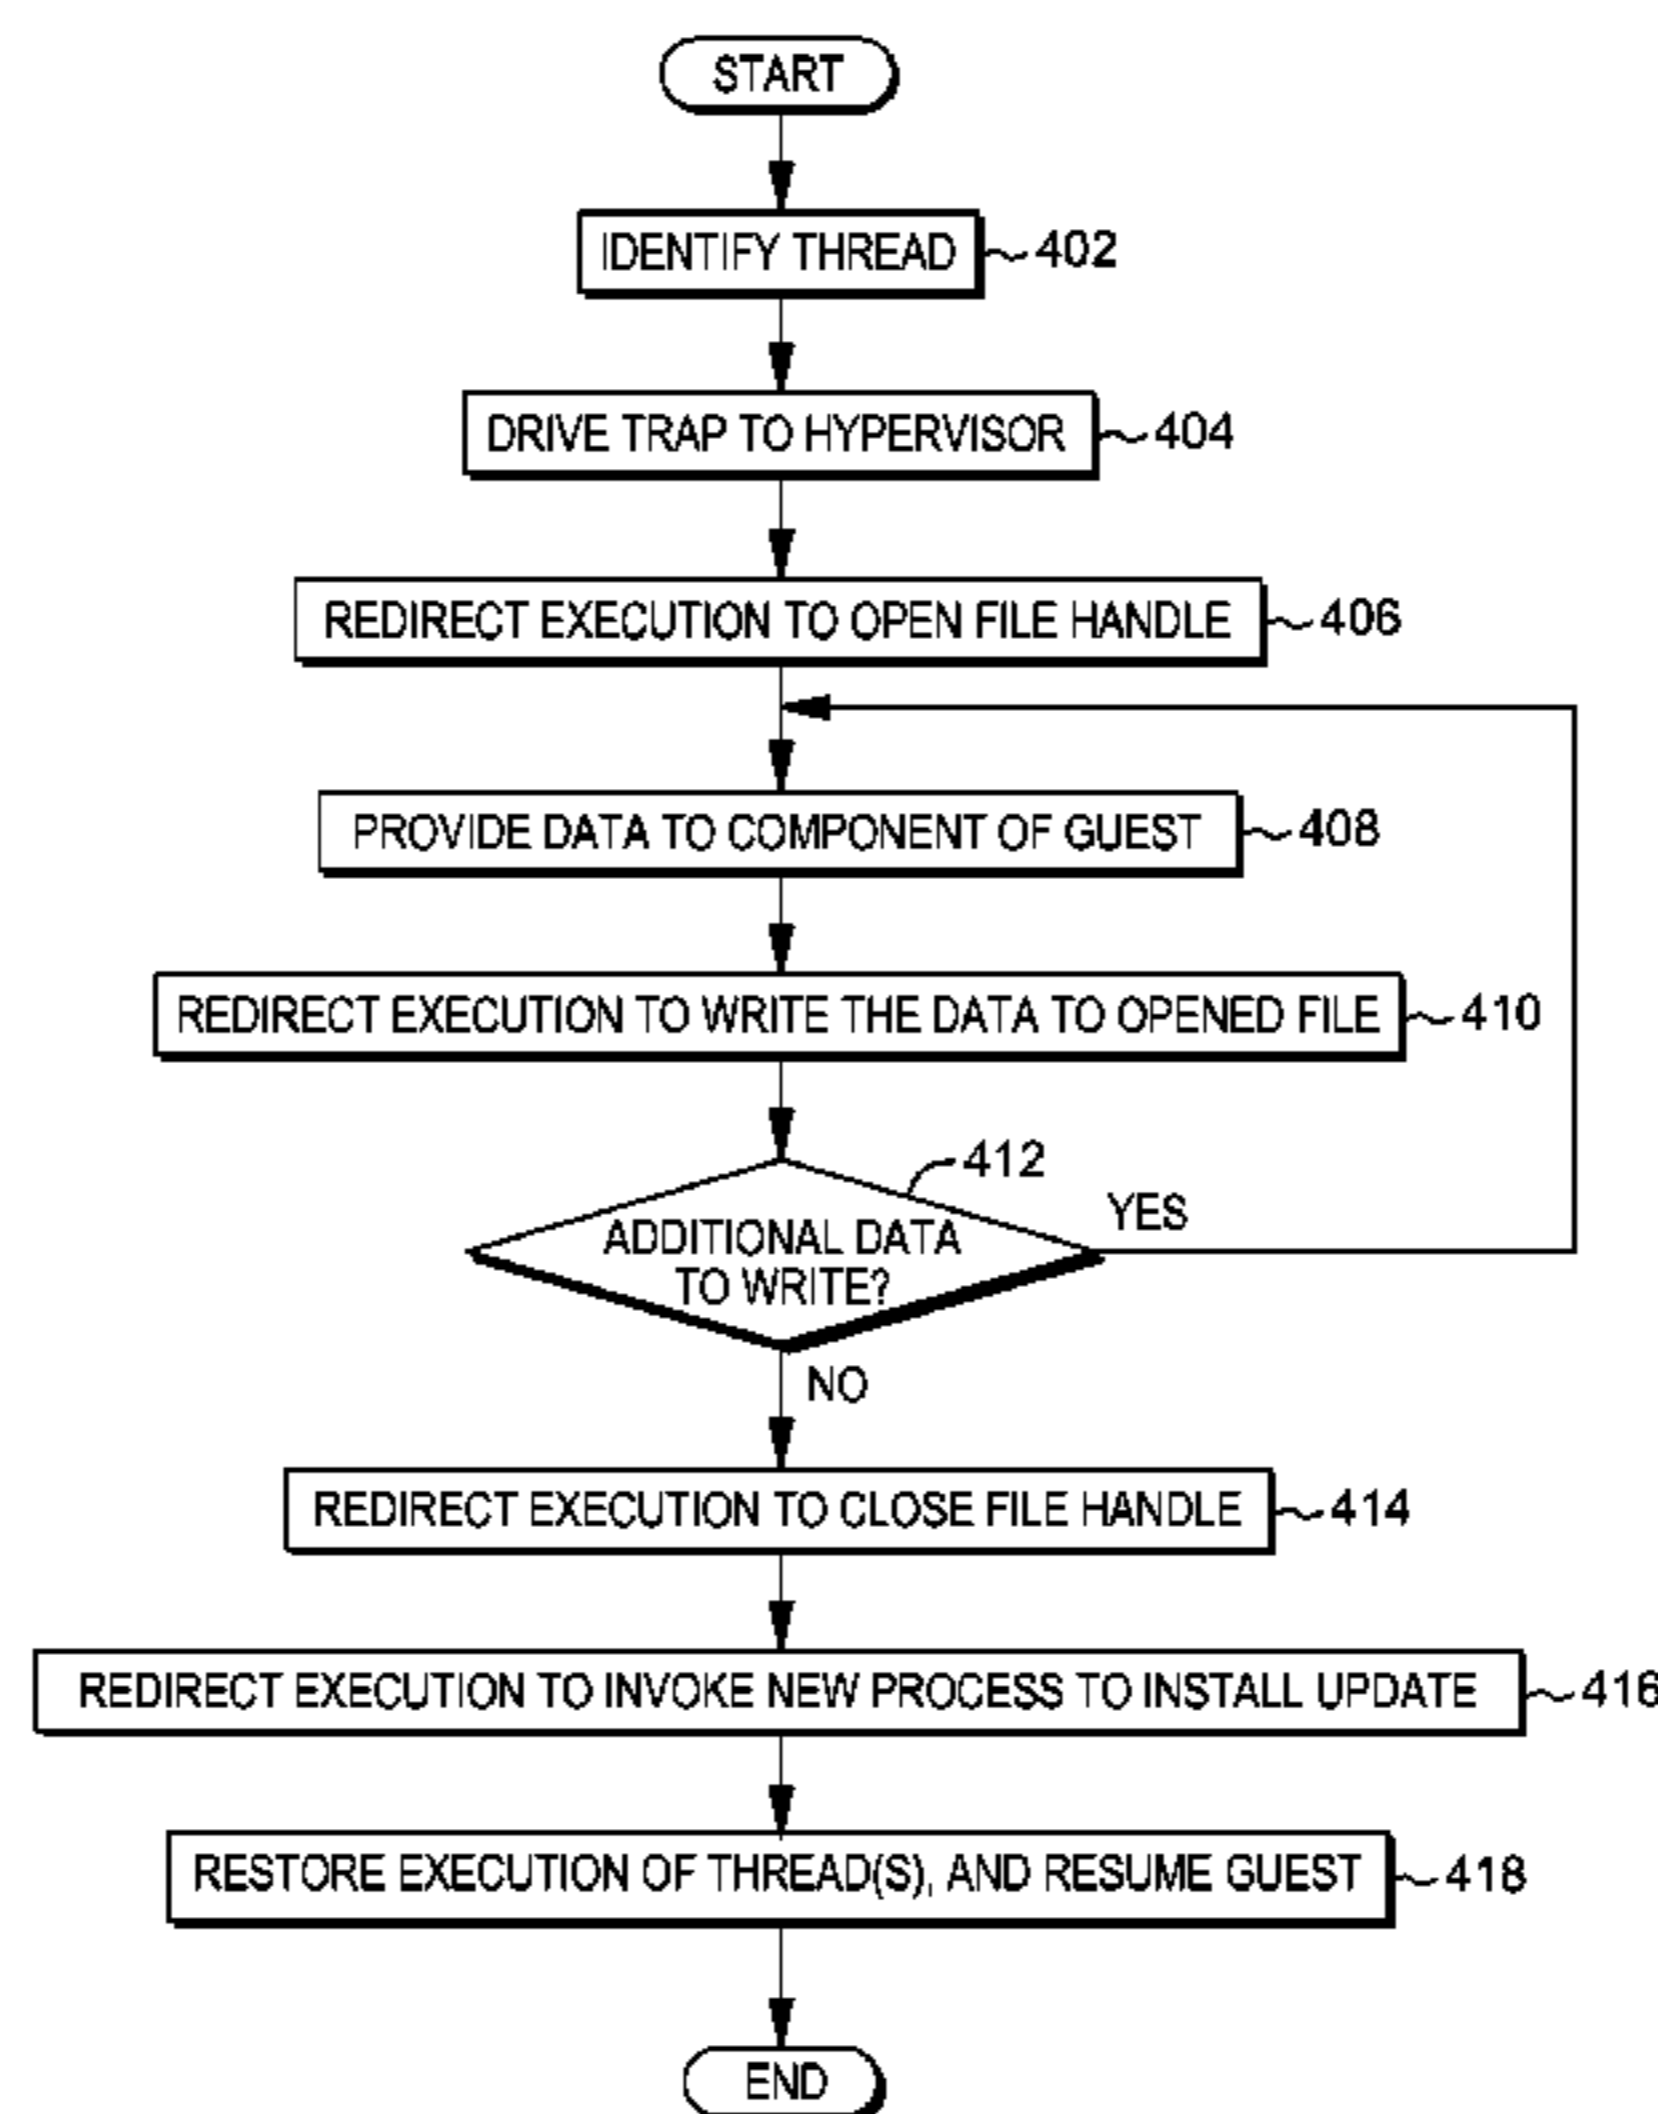 START
IDENTIFY THREAD 402
DRIVE TRAP TO HYPERVISOR 404
REDIRECT EXECUTION TO OPEN FILE HANDLE 406
PROVIDE DATA TO COMPONENT OF GUEST 408
REDIRECT EXECUTION TO WRITE THE DATA TO OPENED FILE 410
412
YES
ADDITIONAL DATA
TO WRITE?
NO
REDIRECT EXECUTION TO CLOSE FILE HANDLE 414
REDIRECT EXECUTION TO INVOKE NEW PROCESS TO INSTALL UPDATE 416
RESTORE EXECUTION OF THREAD(S), AND RESUME GUEST 418
END